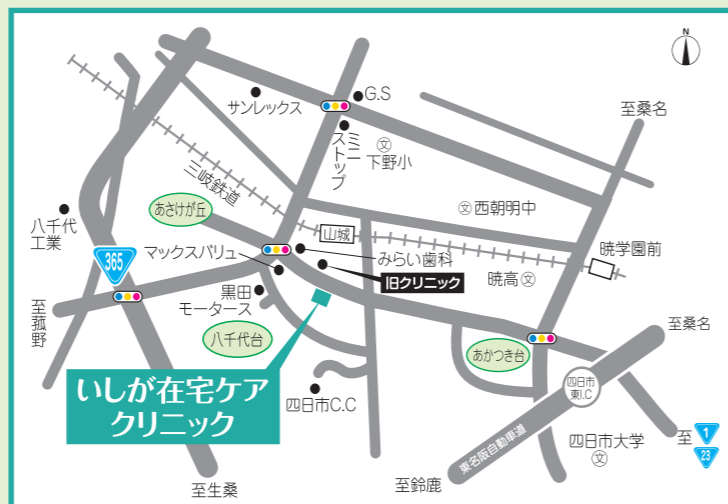 N
至桑名
G.S
サンレックス
ミニ
ストップ
下野小
文
三岐鉄道
文
西朝明中
あさけが丘
八千代
工業
山城
暁学園前
マックスバリュ
みらい歯科
365
旧クリニック
暁高
文
黒田
モータース
至
菰野
至桑名
八千代台
あかつき台
いしが在宅ケア
クリニック
四日市C.C
四日市
東I.C
東名阪自動車道
四日市大学
文
至
1
23
至鈴鹿
至生桑